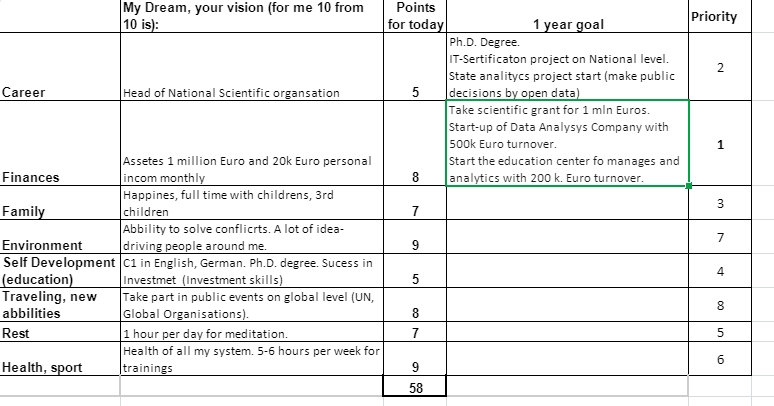 My Dream, your vision (for me 10 from
10 is):
Points
for today
1 year goal
Priority
Career
Head of National Scientific organsation
5
Ph.D. Degree.
IT-Sertificaton project on National level.
State analitycs project start (make public
decisions by open data)
2
Finances
Assetes 1 million Euro and 20k Euro personal
incom monthly
8
Take scientific grant for 1 mln Euros.
Start-up of Data Analysys Company with
500k Euro turnover.
Start the education center fo manages and
analytics with 200 k. Euro turnover.
1
Family
Happines, full time with childrens, 3rd
children
7
3
Environment
Abbility to solve conflicrts. A lot of idea-
driving people around me.
9
7
Self Development
(education)
C1 in English, German. Ph.D. degree. Sucess in
Investmet (Investment skills)
5
4
Traveling, new
abbilities
Take part in public events on global level (UN,
Global Organisations).
8
8
Rest
1 hour per day for meditation.
7
5
Health, sport
Health of all my system. 5-6 hours per week for
trainings
9
6
58